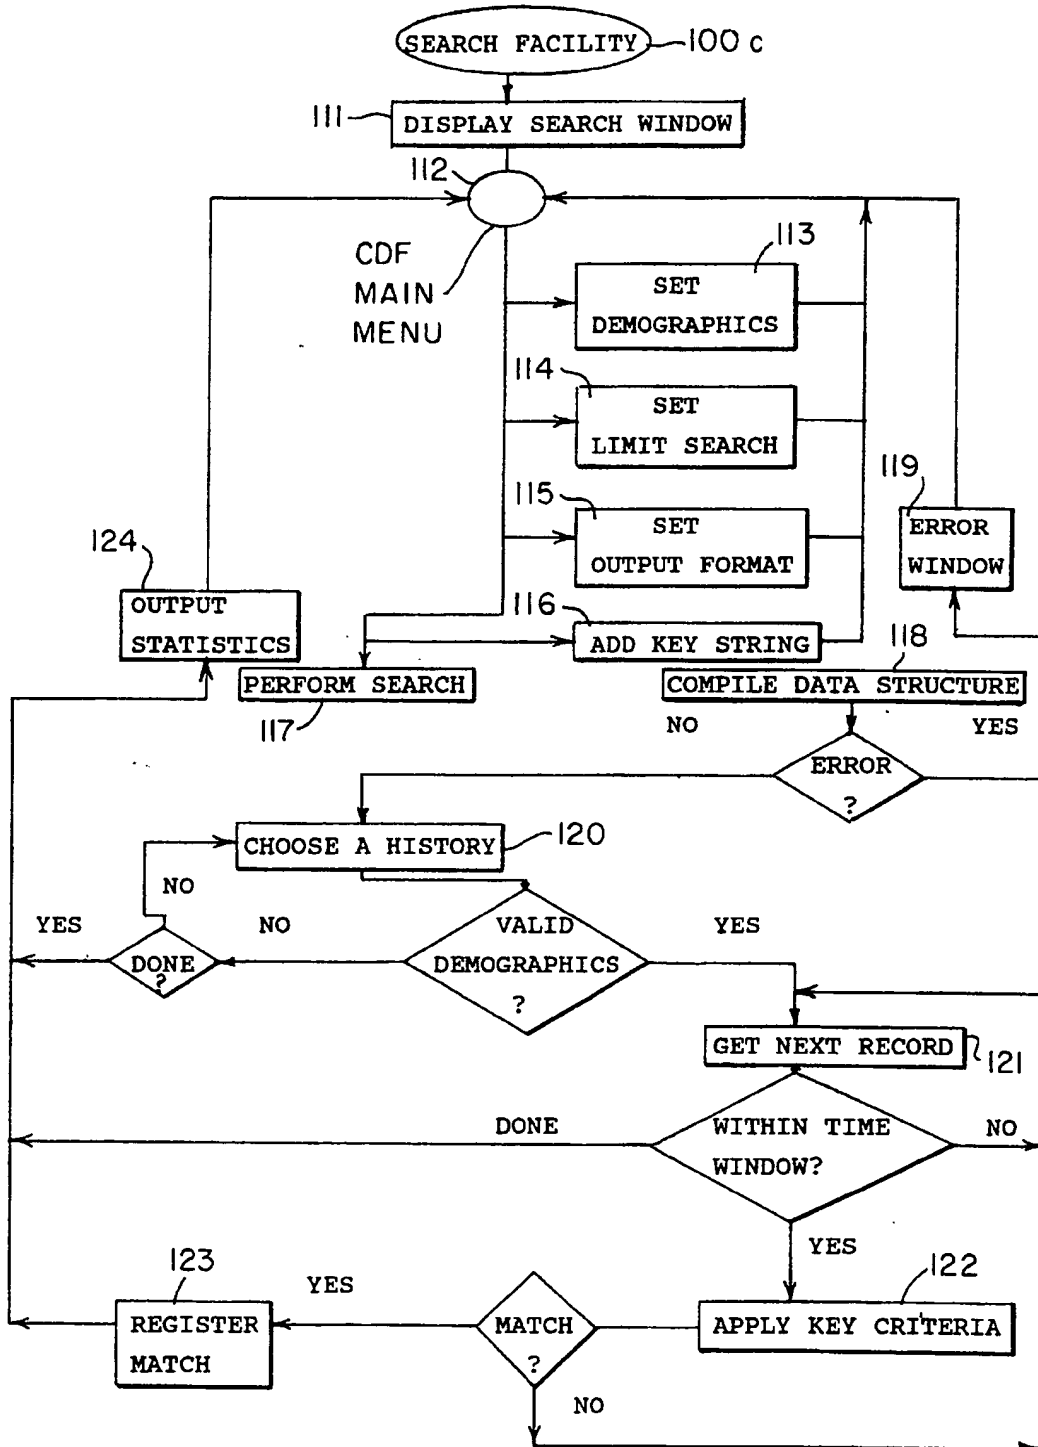 SEARCH FACILITY
100 c
111
DISPLAY SEARCH WINDOW
112
CDF
MAIN
MENU
113
SET
DEMOGRAPHICS
114
SET
LIMIT SEARCH
115
SET
OUTPUT FORMAT
119
ERROR
WINDOW
124
OUTPUT
STATISTICS
116
ADD KEY STRING
118
PERFORM SEARCH
117
COMPILE DATA STRUCTURE
NO
YES
ERROR
?
CHOOSE A HISTORY
120
NO
YES
DONE
?
NO
VALID
DEMOGRAPHICS
?
YES
GET NEXT RECORD
121
DONE
WITHIN TIME
WINDOW?
NO
YES
123
YES
122
REGISTER
MATCH
MATCH
?
APPLY KEY CRITERIA
NO